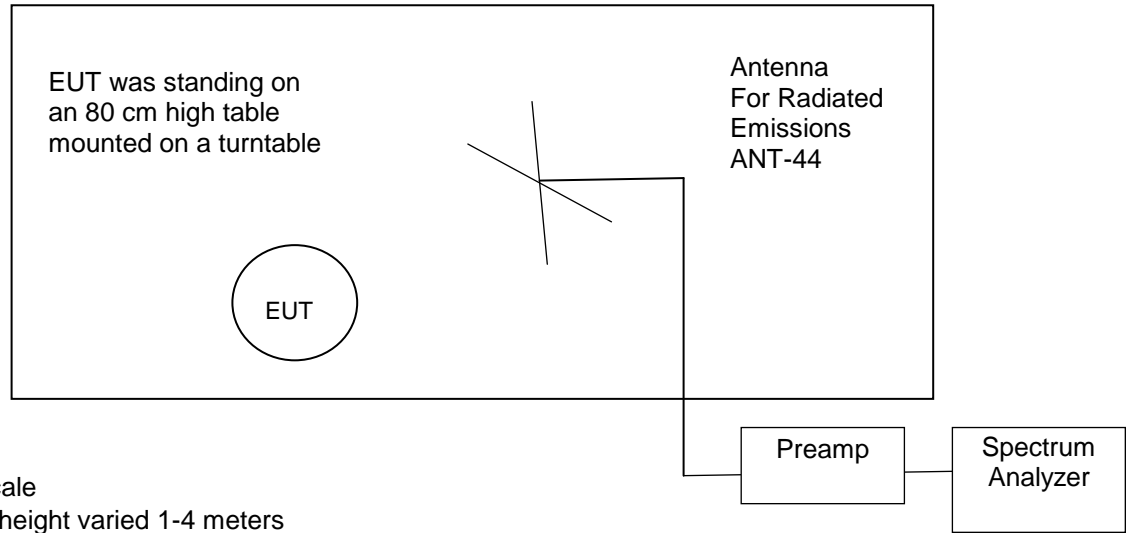 EUT was standing on
an 80 cm high table
mounted on a turntable
Antenna
For Radiated
Emissions
ANT-44
EUT
Preamp
Spectrum
Analyzer
height varied 1-4 meters